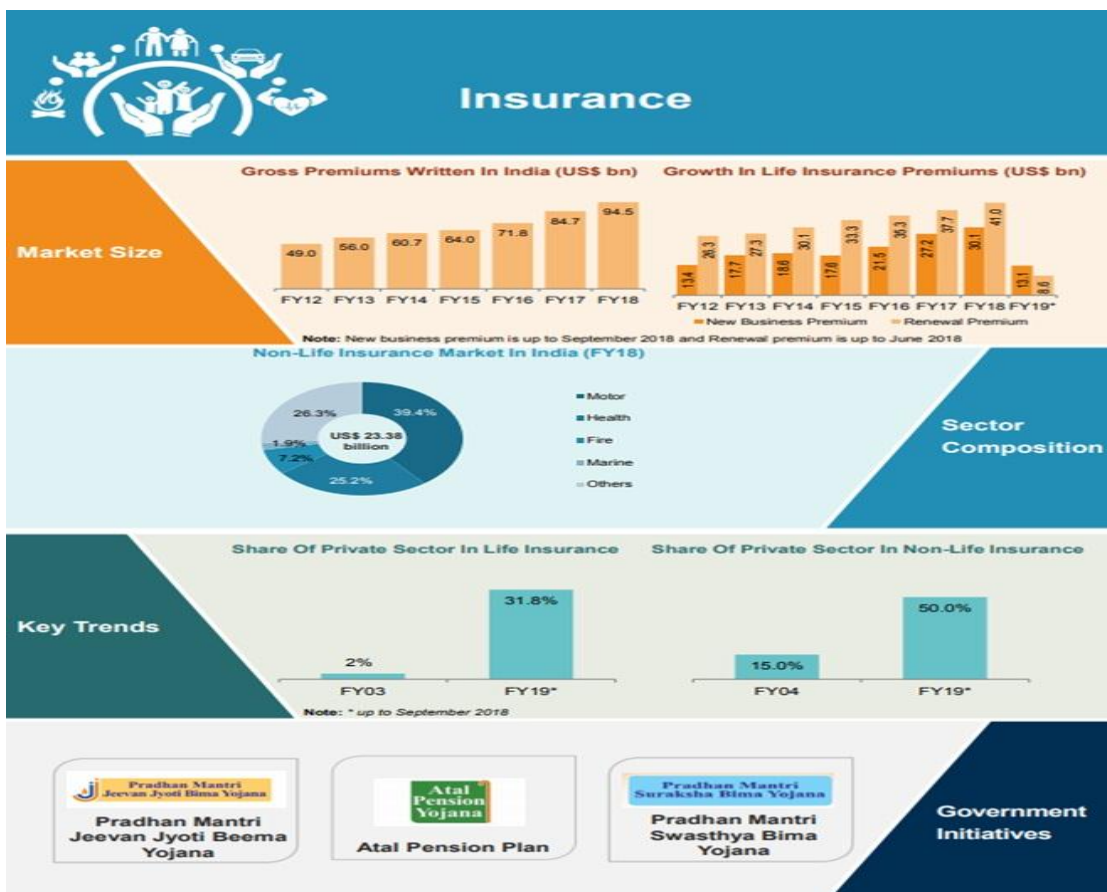 Insurance
Market Size
Gross Premiums Written In India (US$ bn)
49.0
56.0
60.7
64.0
71.8
84.7
94.5
FY12 FY13 FY14 FY15 FY16 FY17 FY18
Growth In Life Insurance Premiums (US$ bn)
13.4
26.3
17.7
27.3
18.6
30.1
17.6
33.3
21.5
35.3
27.2
37.7
30.1
41.0
13.1
8.6
FY12 FY13 FY14 FY15 FY16 FY17 FY18 FY19*
New Business Premium Renewal Premium
Note: New business premium is up to September 2018 and Renewal premium is up to June 2018
Non-Life Insurance Market In India (FY18)
39.4%
25.2%
7.2%
1.9%
26.3%
US$ 23.38
billion
Motor
Health
Fire
Marine
Others
Sector
Composition
Key Trends
Share Of Private Sector In Life Insurance
2%
31.8%
FY03 FY19*
Note: * up to September 2018
Share Of Private Sector In Non-Life Insurance
15.0%
50.0%
FY04 FY19*
Pradhan Mantri
Jeevan Jyoti Bima Yojana
Pradhan Mantri
Jeevan Jyoti Beema
Yojana
Atal
Pension
Yojana
Atal Pension Plan
Pradhan Mantri
Suraksha Bima Yojana
Pradhan Mantri
Swasthya Bima
Yojana
Government
Initiatives